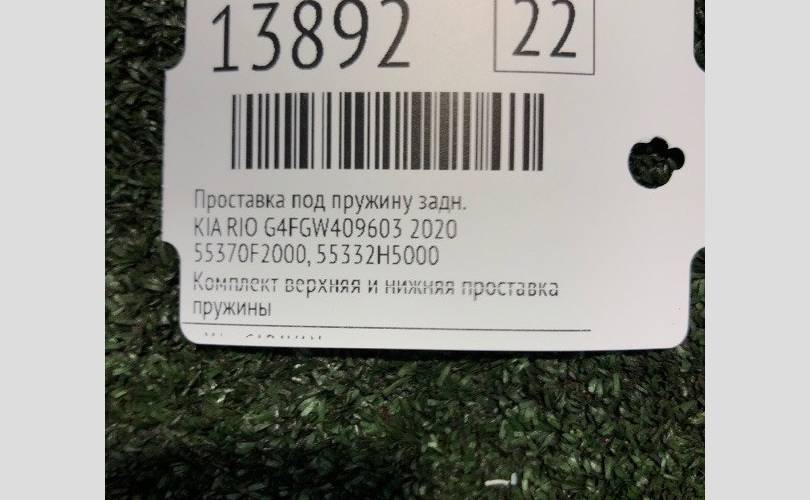 13892 22
Проставка под пружину задн.
KIA RIO G4FGW409603 2020
55370F2000, 55332H5000
Комплект верхняя и нижняя проставка
пружины